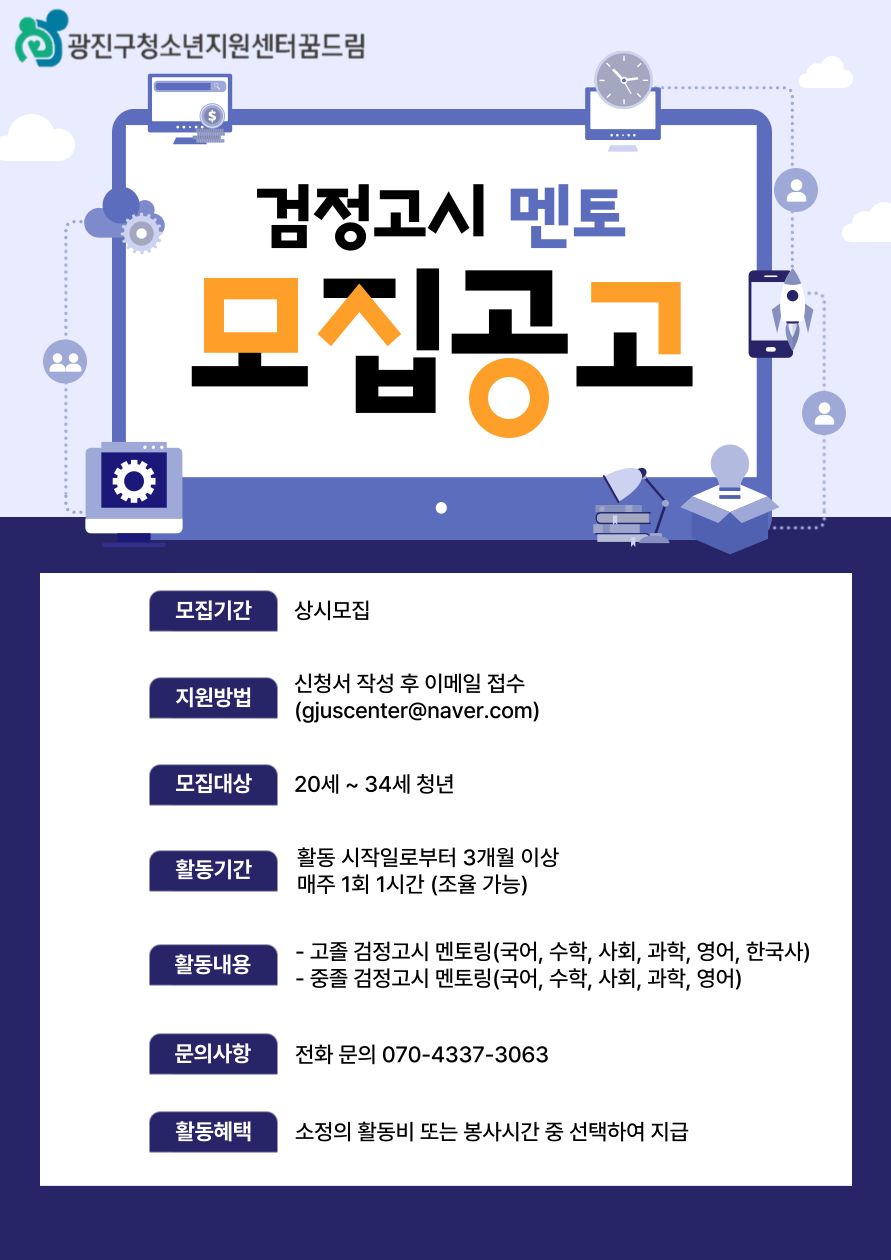 광진구청소년지원센터꿈드림
검정고시 멘토
모집공고
모집기간 상시모집
지원방법 신청서 작성 후 이메일 접수
(gjuscenter@naver.com)
모집대상 20세 ~ 34세 청년
활동기간 활동 시작일로부터 3개월 이상
매주 1회 1시간 (조율 가능)
활동내용 - 고졸 검정고시 멘토링(국어, 수학, 사회, 과학, 영어, 한국사)
- 중졸 검정고시 멘토링(국어, 수학, 사회, 과학, 영어)
문의사항 전화 문의 070-4337-3063
활동혜택 소정의 활동비 또는 봉사시간 중 선택하여 지급